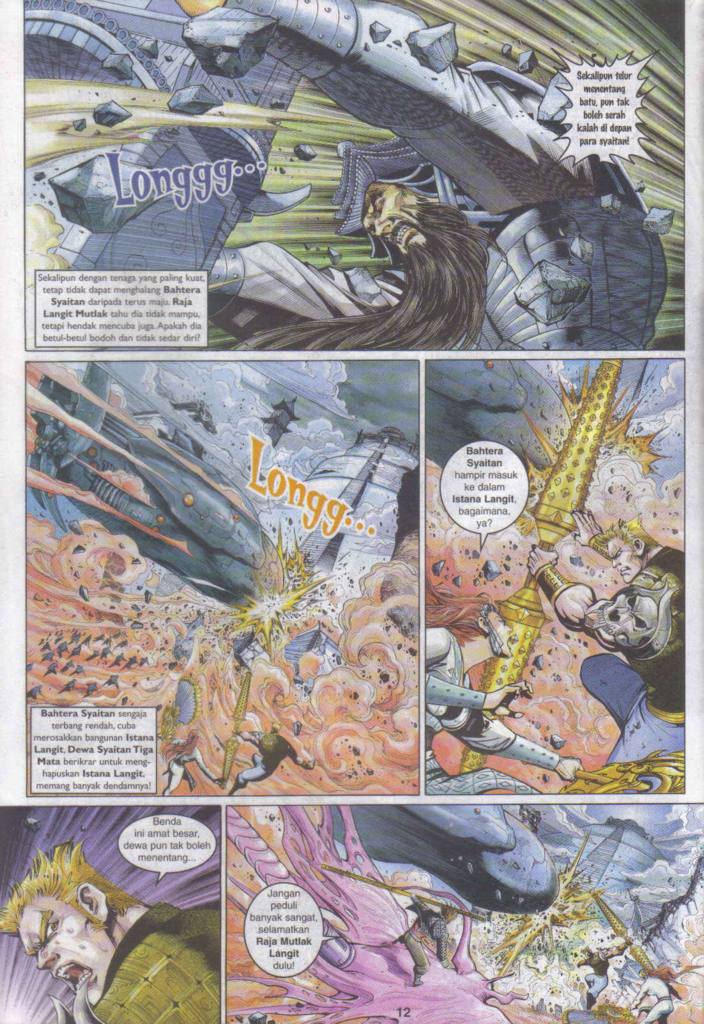 Sekalipun telur
menentang
batu, pun tak
boleh serah
kalah di depan
para syaitan!
Longgg...
Sekalipun dengan tenaga yang paling kuat,
tetap tidak dapat menghalang Bahtera
Syaitan daripada terus maju. Raja
Langit Mutlak tahu dia tidak mampu,
tetapi hendak mencuba juga. Apakah dia
betul-betul bodoh dan tidak sedar diri?
Longg...
Bahtera Syaitan sengaja
terbang rendah, cuba
merosakkan bangunan Istana
Langit, Dewa Syaitan Tiga
Mata berikrar untuk meng-
hapuskan Istana Langit,
memang banyak dendamnya!
Bahtera
Syaitan
hampir masuk
ke dalam
Istana Langit,
bagaimana,
ya?
Benda
ini amat besar,
dewa pun tak boleh
menentang...
Jangan
peduli
banyak sangat,
selamatkan
Raja Mutlak
Langit
dulu!
12